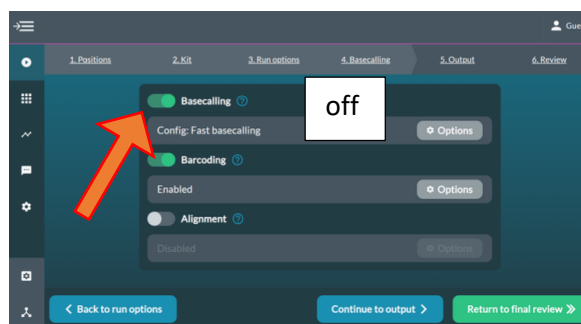 Gue
1. Positions 2. Kit 3. Run options 4. Basecalling 5. Output 6. Review
Basecalling
off
Config: Fast basecalling Options
Barcoding
Enabled Options
Alignment
Disabled Options
Back to run options Continue to output Return to final review